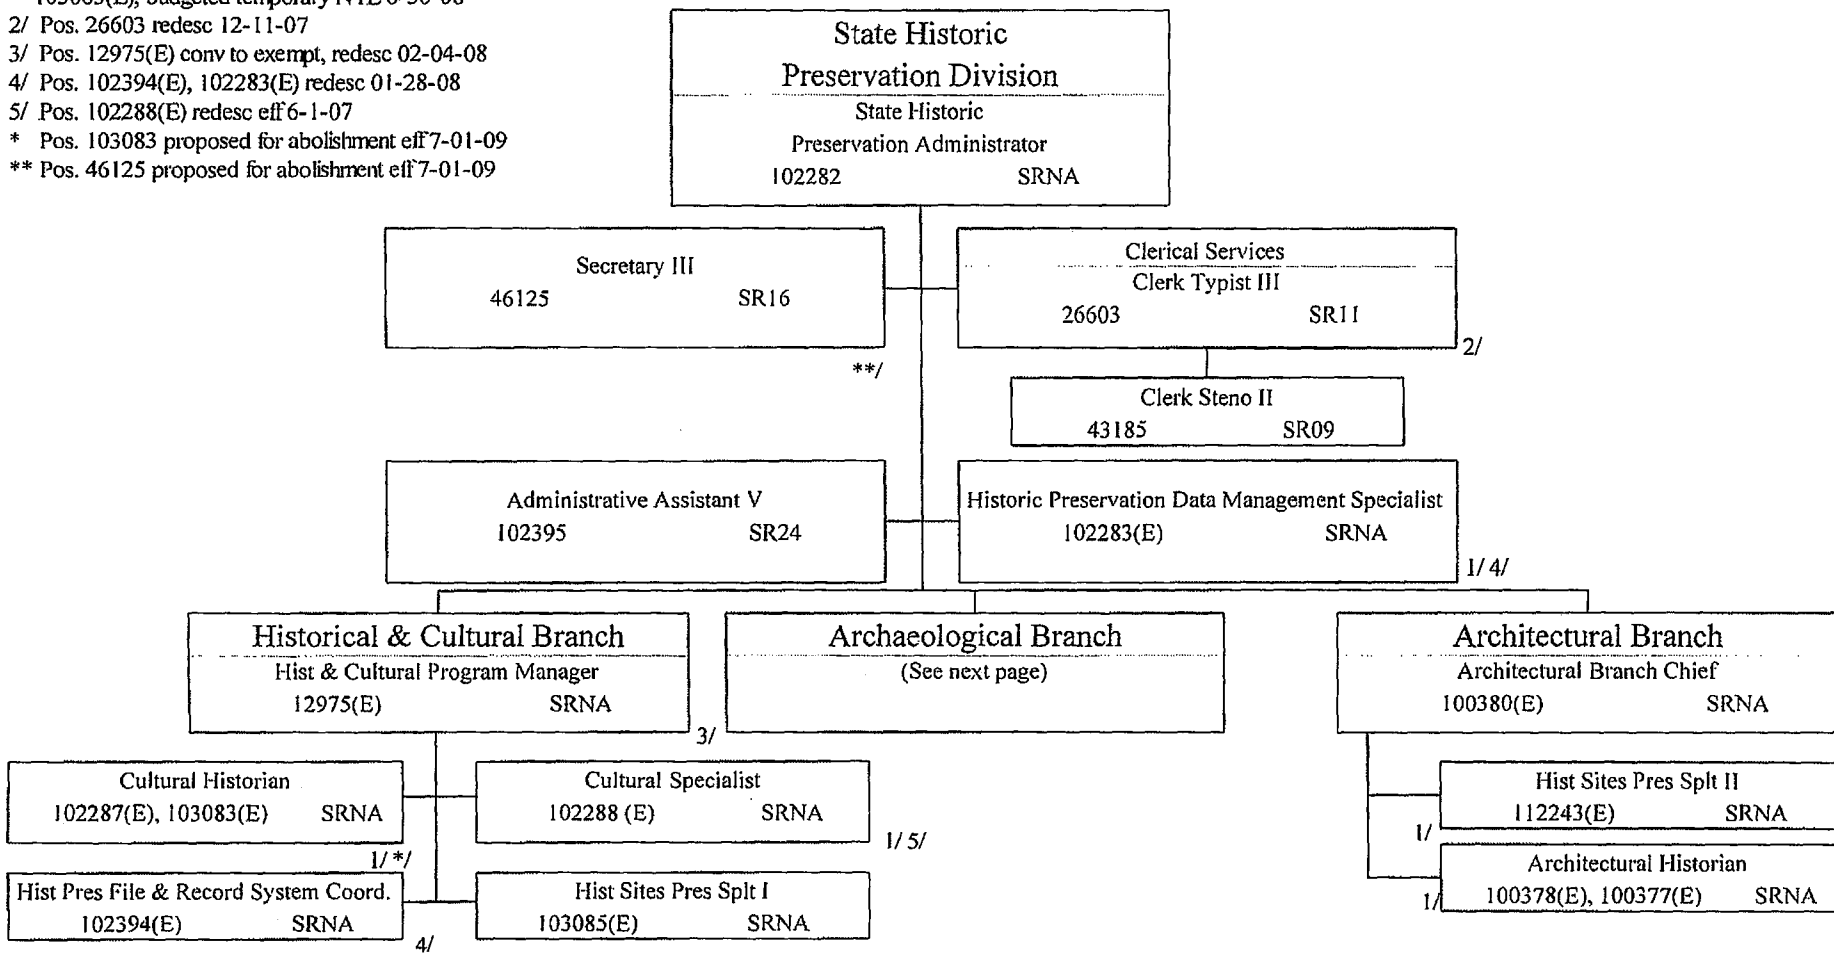 2/ Pos. 26603 redesc 12-11-07
3/ Pos. 12975(E) conv to exempt, redesc 02-04-08
4/ Pos. 102394(E), 102283(E) redesc 01-28-08
5/ Pos. 102288(E) redesc eff 6-1-07
* Pos. 103083 proposed for abolishment eff 7-01-09
** Pos. 46125 proposed for abolishment eff 7-01-09
State Historic
Preservation Division
State Historic
Preservation Administrator
102282 SRNA
Secretary III
46125 SR16
**/
Clerical Services
Clerk Typist III
26603 SR11
2/
Clerk Steno II
43185 SR09
Administrative Assistant V
102395 SR24
Historic Preservation Data Management Specialist
102283(E) SRNA
1/ 4/
Historical & Cultural Branch
Hist & Cultural Program Manager
12975(E) SRNA
3/
Archaeological Branch
(See next page)
Architectural Branch
Architectural Branch Chief
100380(E) SRNA
Cultural Historian
102287(E), 103083(E) SRNA
1/ */
Cultural Specialist
102288 (E) SRNA
1/ 5/
Hist Pres File & Record System Coord.
102394(E) SRNA
4/
Hist Sites Pres Splt I
103085(E) SRNA
Hist Sites Pres Splt II
112243(E) SRNA
1/
Architectural Historian
100378(E), 100377(E) SRNA
1/